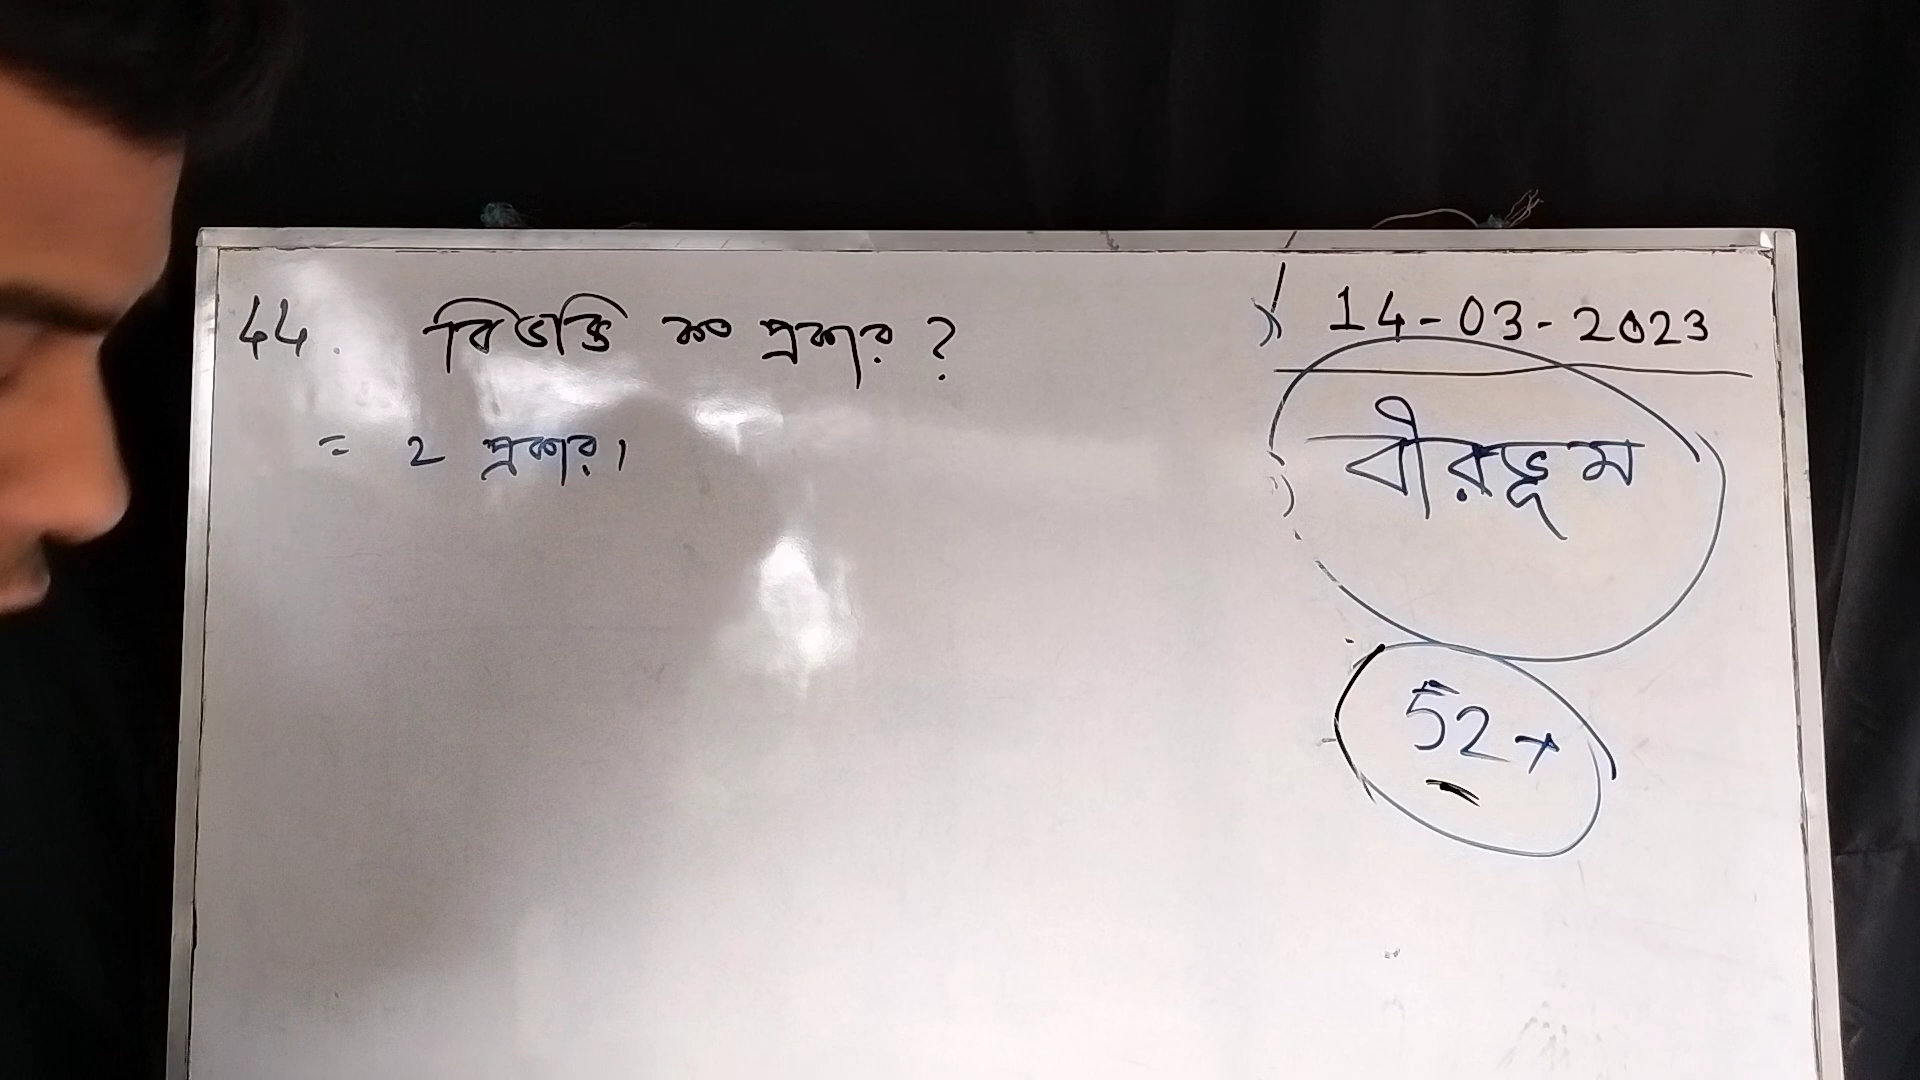 44. বিভক্তি কত প্রকার ?
= 2 প্রকার।
14-03-2023
বীরভূম
52+